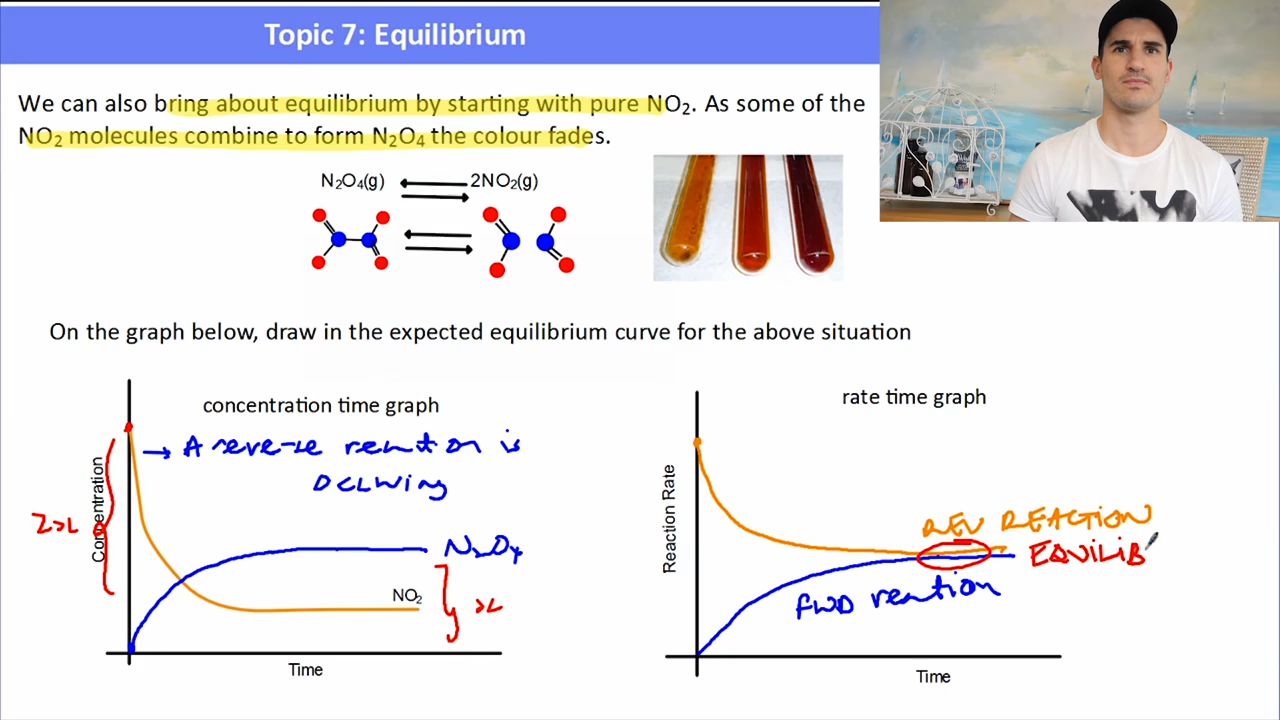 Topic 7: Equilibrium
We can also bring about equilibrium by starting with pure NO₂. As some of the
NO₂ molecules combine to form N₂O₄ the colour fades.
N₂O₄(g) 2NO₂(g)
On the graph below, draw in the expected equilibrium curve for the above situation
concentration time graph
→ A reverse reaction is
occurring
Concentration
2x
N₂O₄
NO₂
x
Time
rate time graph
Reaction Rate
REV REACTION
EQUILIB
FWD reaction
Time